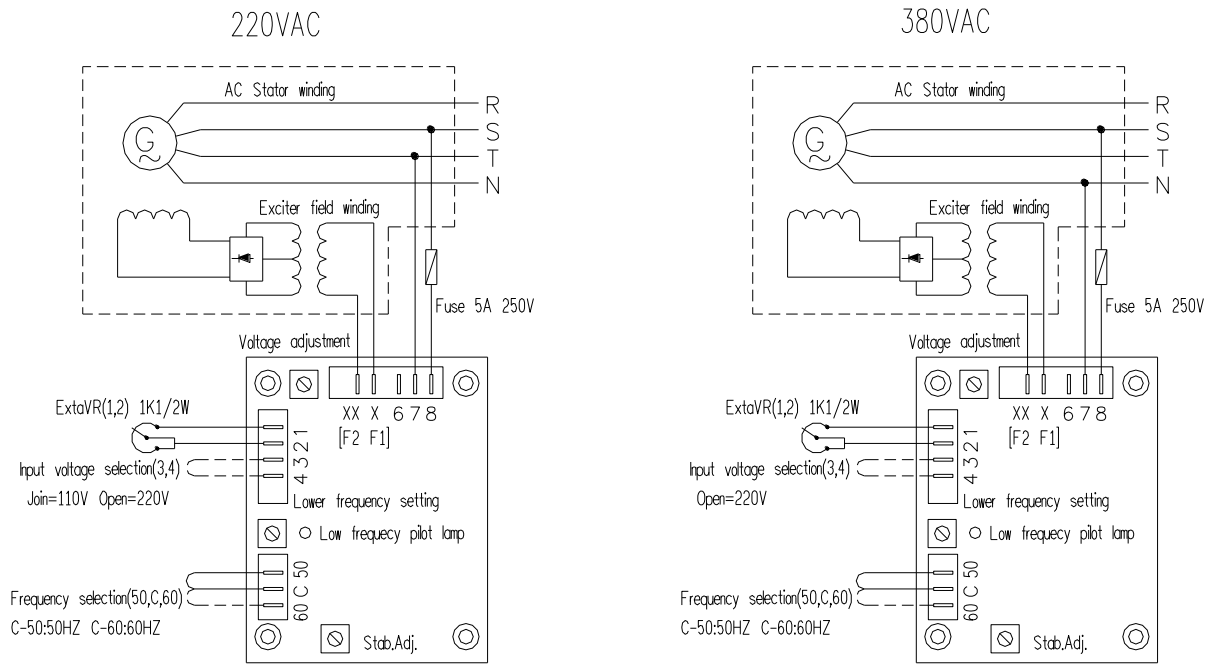 220VAC
AC Stator winding
R
S
T
N
G
Exciter field winding
Fuse 5A 250V
Voltage adjustment
XX X 6 7 8
[F2 F1]
ExtaVR(1,2) 1K1/2W
4 3 2 1
Input voltage selection(3,4)
Join=110V Open=220V
Lower frequency setting
Low frequecy pilot lamp
60 C 50
Frequency selection(50,C,60)
C-50:50HZ C-60:60HZ
Stab.Adj.
380VAC
AC Stator winding
R
S
T
N
G
Exciter field winding
Fuse 5A 250V
Voltage adjustment
XX X 6 7 8
[F2 F1]
ExtaVR(1,2) 1K1/2W
4 3 2 1
Input voltage selection(3,4)
Open=220V
Lower frequency setting
Low frequecy pilot lamp
60 C 50
Frequency selection(50,C,60)
C-50:50HZ C-60:60HZ
Stab.Adj.